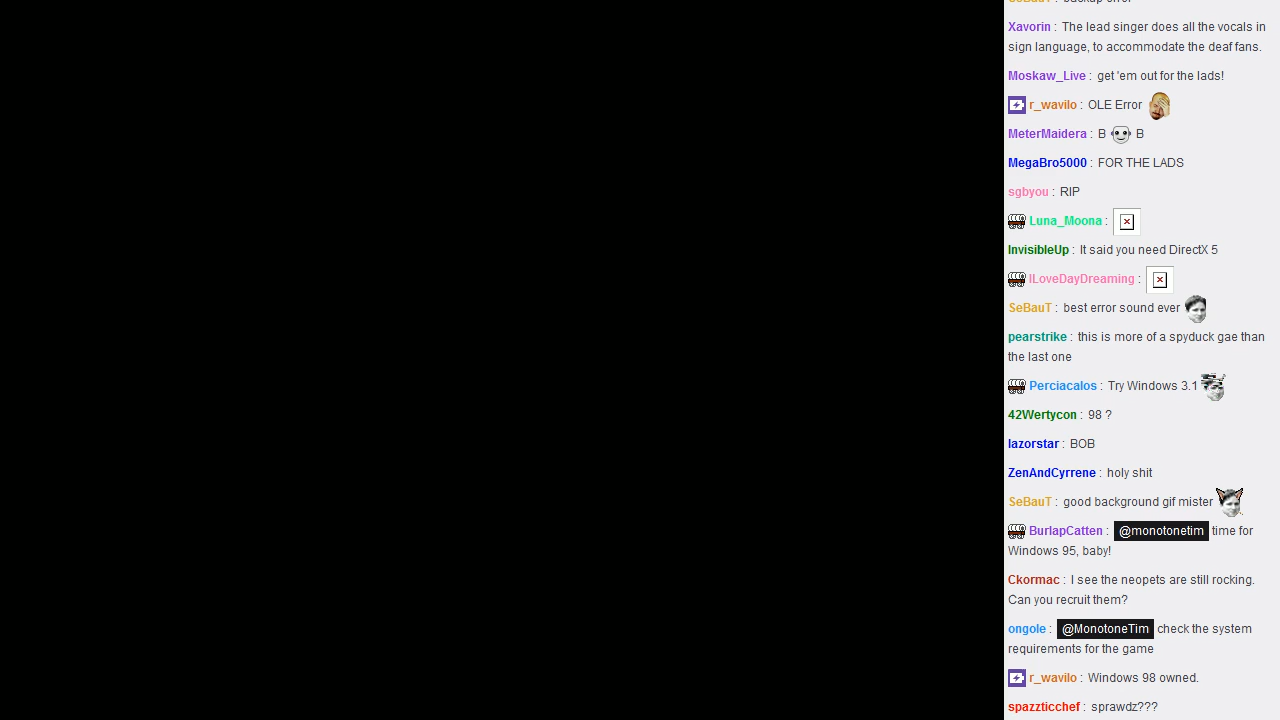 SeBauT : backup error
Xavorin : The lead singer does all the vocals in
sign language, to accommodate the deaf fans.
Moskaw_Live : get 'em out for the lads!
r_wavilo : OLE Error
MeterMaidera : B B
MegaBro5000 : FOR THE LADS
sgbyou : RIP
Luna_Moona :
InvisibleUp : It said you need DirectX 5
ILoveDayDreaming :
SeBauT : best error sound ever
pearstrike : this is more of a spyduck gae than
the last one
Perciacalos : Try Windows 3.1
42Wertycon : 98 ?
lazorstar : BOB
ZenAndCyrrene : holy shit
SeBauT : good background gif mister
BurlapCatten : @monotonetim time for
Windows 95, baby!
Ckormac : I see the neopets are still rocking.
Can you recruit them?
ongole : @MonotoneTim check the system
requirements for the game
r_wavilo : Windows 98 owned.
spazzticchef : sprawdz???